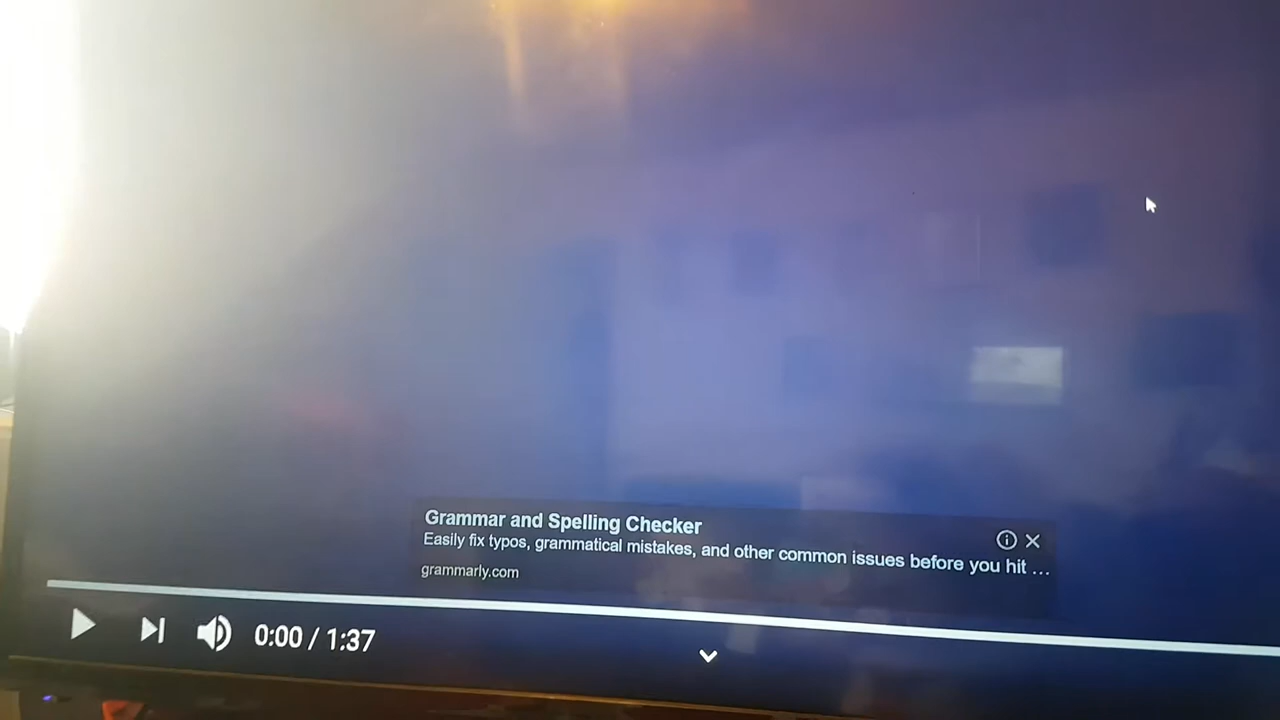 Grammar and Spelling Checker
Easily fix typos, grammatical mistakes, and other common issues before you hit ...
grammarly.com
0:00 / 1:37